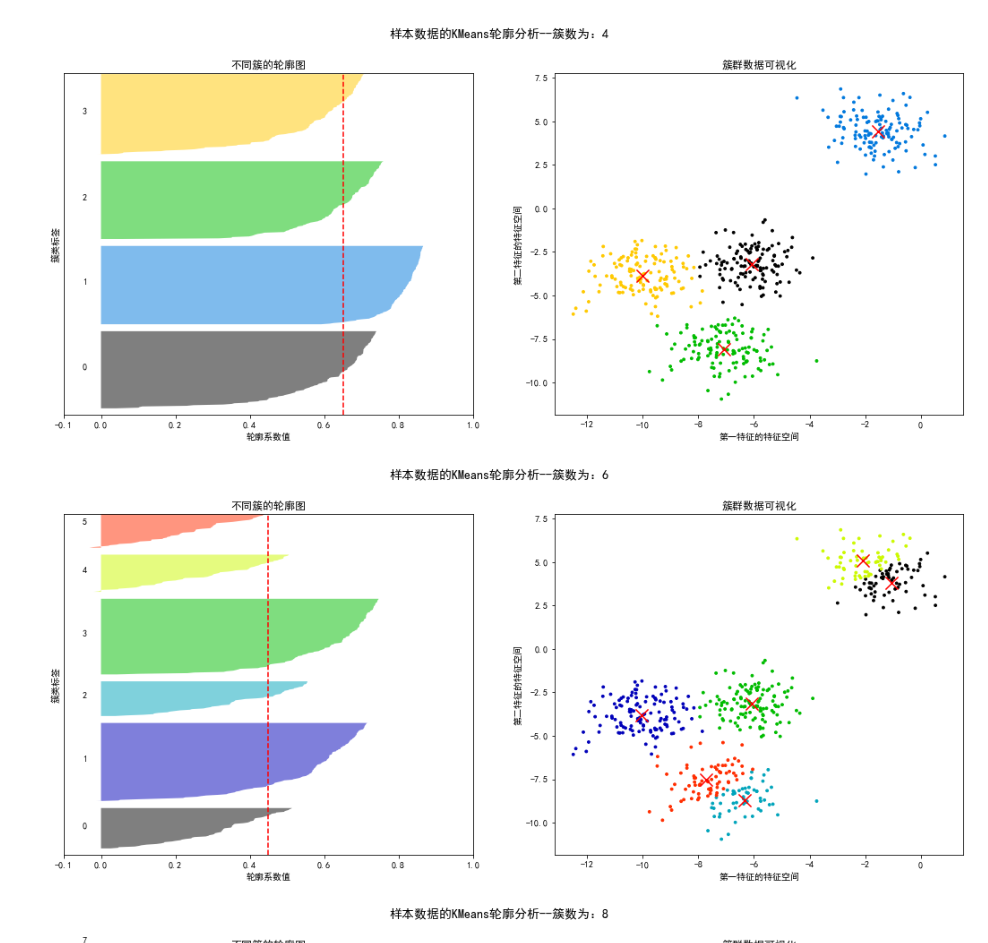 样本数据的KMeans轮廓分析--簇数为: 4
不同簇的轮廓图
簇类标签
3
2
1
0
-0.1 0.0 0.2 0.4 0.6 0.8 1.0
轮廓系数值
簇群数据可视化
第二特征的特征空间
7.5
5.0
2.5
0.0
-2.5
-5.0
-7.5
-10.0
-12 -10 -8 -6 -4 -2 0
第一特征的特征空间
样本数据的KMeans轮廓分析--簇数为: 6
不同簇的轮廓图
簇类标签
5
4
3
2
1
0
-0.1 0.0 0.2 0.4 0.6 0.8 1.0
轮廓系数值
簇群数据可视化
第二特征的特征空间
7.5
5.0
2.5
0.0
-2.5
-5.0
-7.5
-10.0
-12 -10 -8 -6 -4 -2 0
第一特征的特征空间
样本数据的KMeans轮廓分析--簇数为: 8
7